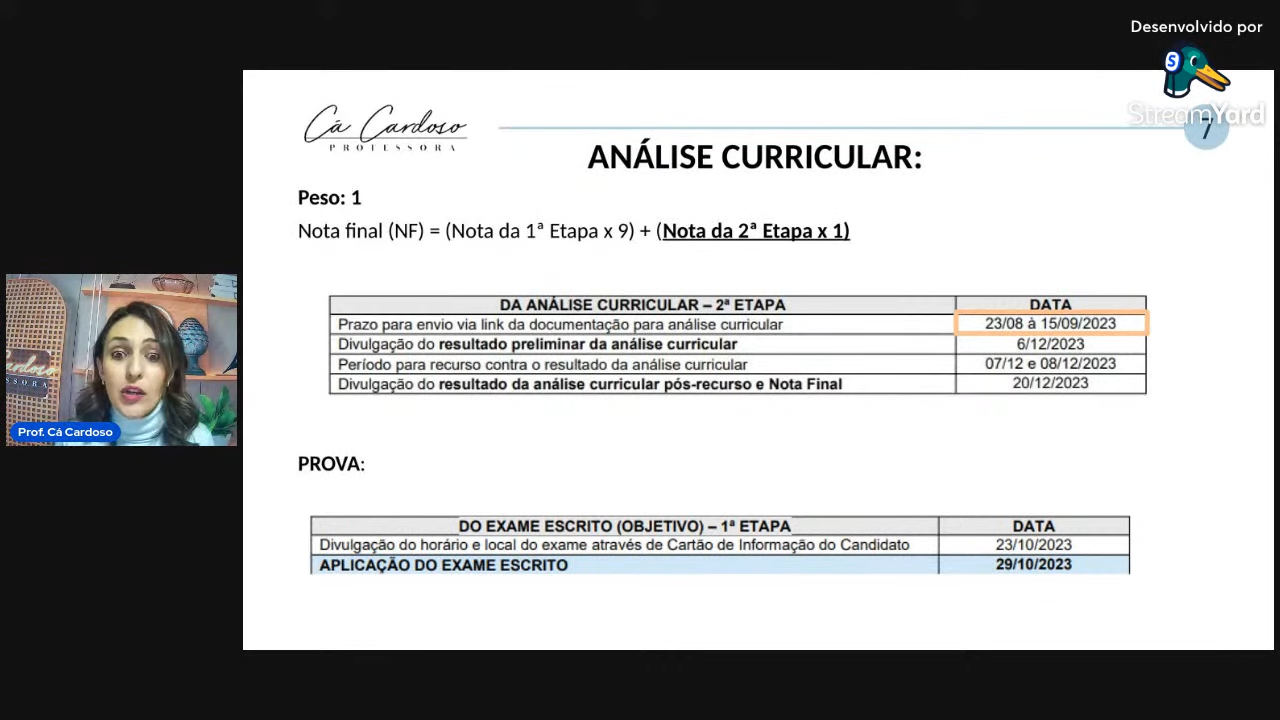 Desenvolvido por
S
StreamYard
Cá Cardoso
PROFESSORA
7
ANÁLISE CURRICULAR:
Peso: 1
Nota final (NF) = (Nota da 1ª Etapa x 9) + (Nota da 2ª Etapa x 1)
DA ANÁLISE CURRICULAR – 2ª ETAPA DATA
Prazo para envio via link da documentação para análise curricular 23/08 à 15/09/2023
Divulgação do resultado preliminar da análise curricular 6/12/2023
Período para recurso contra o resultado da análise curricular 07/12 e 08/12/2023
Divulgação do resultado da análise curricular pós-recurso e Nota Final 20/12/2023
Prof. Cá Cardoso
PROVA:
DO EXAME ESCRITO (OBJETIVO) – 1ª ETAPA DATA
Divulgação do horário e local do exame através de Cartão de Informação do Candidato 23/10/2023
APLICAÇÃO DO EXAME ESCRITO 29/10/2023